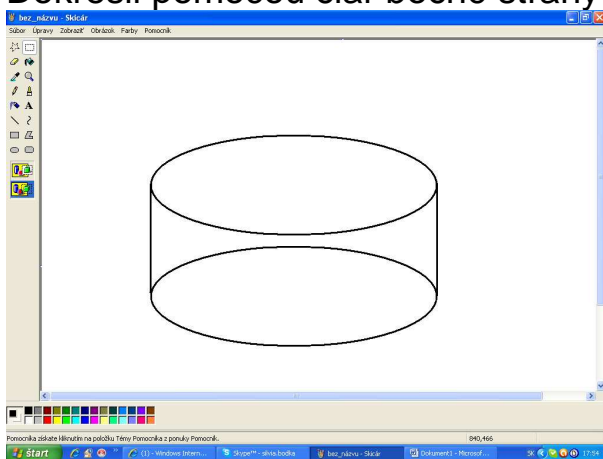 Dokresli pomocou čiar bočné strany
bez_názvu - Skicár
Súbor Úpravy Zobraziť Obrázok Farby Pomocník
A
Pomocníka získate kliknutím na položku Témy Pomocníka z ponuky Pomocník.
840,466
štart
(1) - Windows Intern...
Skype™ - silvia.bodka
bez_názvu - Skicár
Dokument1 - Microsof...
SK
17:54